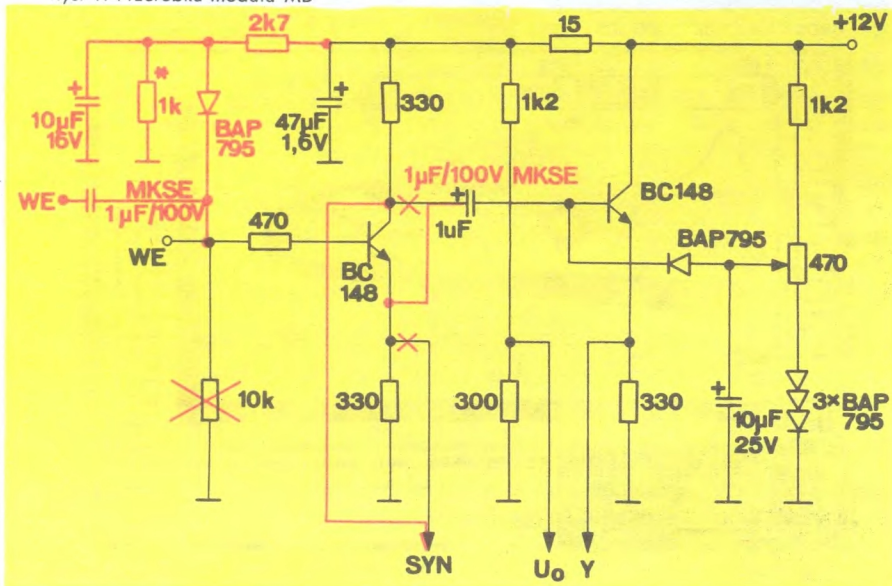 2k7
15
+12V
*
1k
+
10µF
16V
BAP
795
+
47µF
1,6V
330
1k2
1k2
1µF/100V MKSE
+
1uF
BC148
WE
MKSE
1µF/100V
WE
470
BC
148
BAP795
470
10k
330
300
330
+
10µF
25V
3×BAP
795
SYN
U₀
Y